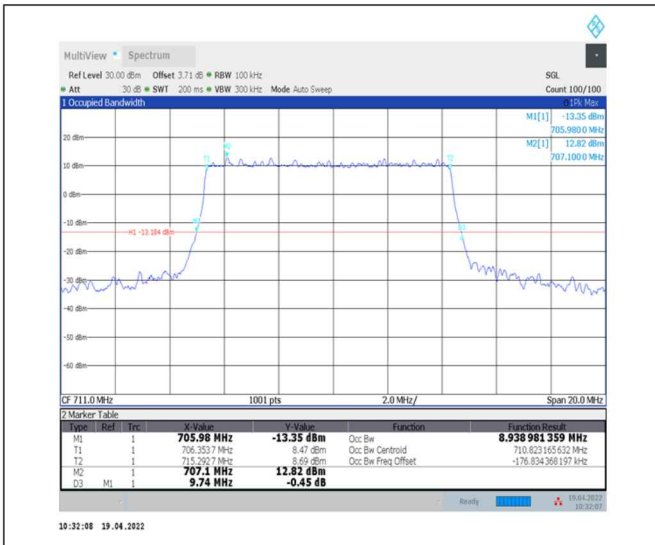 MultiView Spectrum
Ref Level 30.00 dBm Offset 3.71 dB RBW 100 kHz SGL
Att 30 dB SWT 200 ms VBW 300 kHz Mode Auto Sweep Count 100/100
1 Occupied Bandwidth 1Pk Max
M1[1] -13.35 dBm
705.9800 MHz
M2[1] 12.82 dBm
707.1000 MHz
20 dBm
M2
T1 T2
10 dBm
0 dBm
-10 dBm
M1
H1 -13.184 dBm
D3
-20 dBm
-30 dBm
-40 dBm
-50 dBm
-60 dBm
CF 711.0 MHz 1001 pts 2.0 MHz/ Span 20.0 MHz
2 Marker Table
Type Ref Trc X-Value Y-Value Function Function Result
M1 1 705.98 MHz -13.35 dBm Occ Bw 8.938 981 359 MHz
T1 1 706.3537 MHz 8.47 dBm Occ Bw Centroid 710.823 165 632 MHz
T2 1 715.2927 MHz 8.69 dBm Occ Bw Freq Offset -176.834 368 197 kHz
M2 1 707.1 MHz 12.82 dBm
D3 M1 1 9.74 MHz -0.45 dB
Ready 19.04.2022
10:32:07
10:32:08 19.04.2022